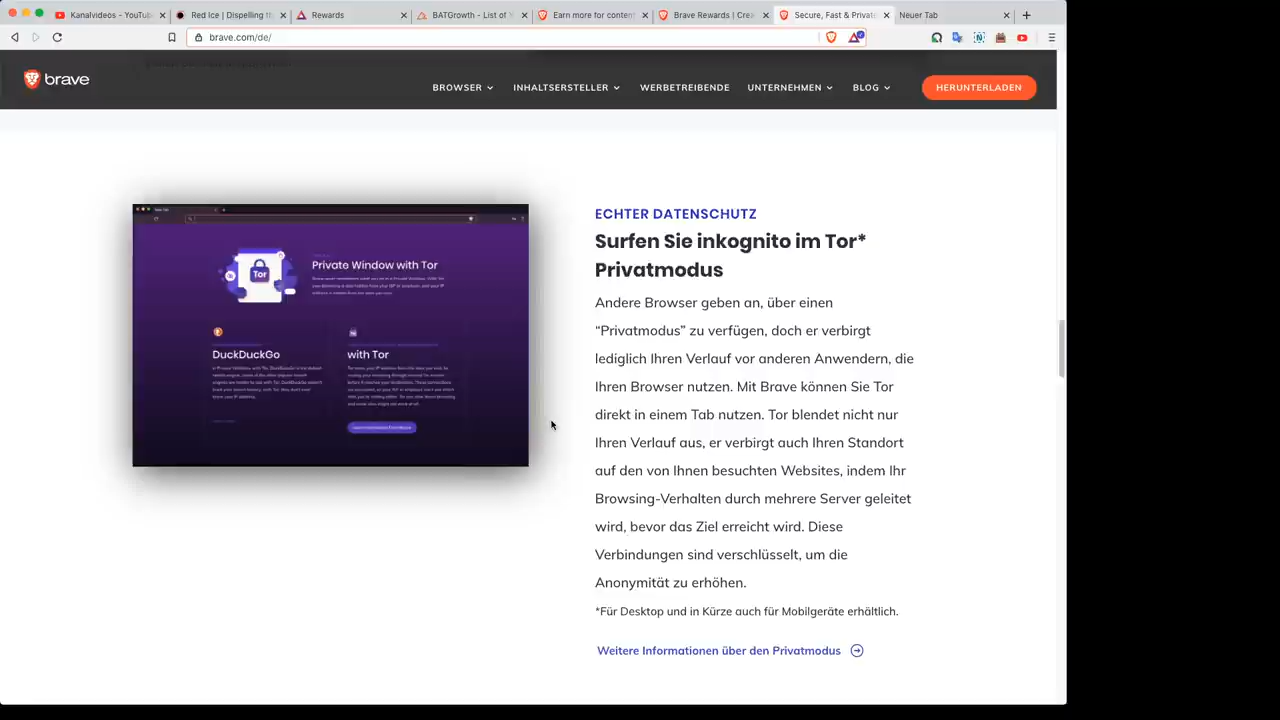 Kanalvideos - YouTu
Red Ice | Dispelling th
Rewards
BATGrowth - List of
Earn more for content
Brave Rewards | Crea
Secure, Fast & Private
Neuer Tab
brave.com/de/
brave
BROWSER
INHALTSERSTELLER
WERBETREIBENDE
UNTERNEHMEN
BLOG
HERUNTERLADEN
Private Window with Tor
Tor
DuckDuckGo
with Tor
ECHTER DATENSCHUTZ
Surfen Sie inkognito im Tor*
Privatmodus
Andere Browser geben an, über einen
“Privatmodus” zu verfügen, doch er verbirgt
lediglich Ihren Verlauf vor anderen Anwendern, die
Ihren Browser nutzen. Mit Brave können Sie Tor
direkt in einem Tab nutzen. Tor blendet nicht nur
Ihren Verlauf aus, er verbirgt auch Ihren Standort
auf den von Ihnen besuchten Websites, indem Ihr
Browsing-Verhalten durch mehrere Server geleitet
wird, bevor das Ziel erreicht wird. Diese
Verbindungen sind verschlüsselt, um die
Anonymität zu erhöhen.
*Für Desktop und in Kürze auch für Mobilgeräte erhältlich.
Weitere Informationen über den Privatmodus